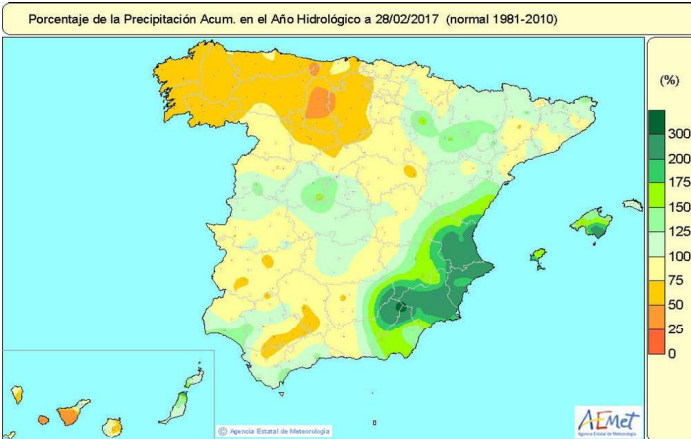 Porcentaje de la Precipitación Acum. en el Año Hidrológico a 28/02/2017 (normal 1981-2010)
(%)
300
200
175
150
125
100
75
50
25
0
© Agencia Estatal de Meteorología
AEMet
Agencia Estatal de Meteorología